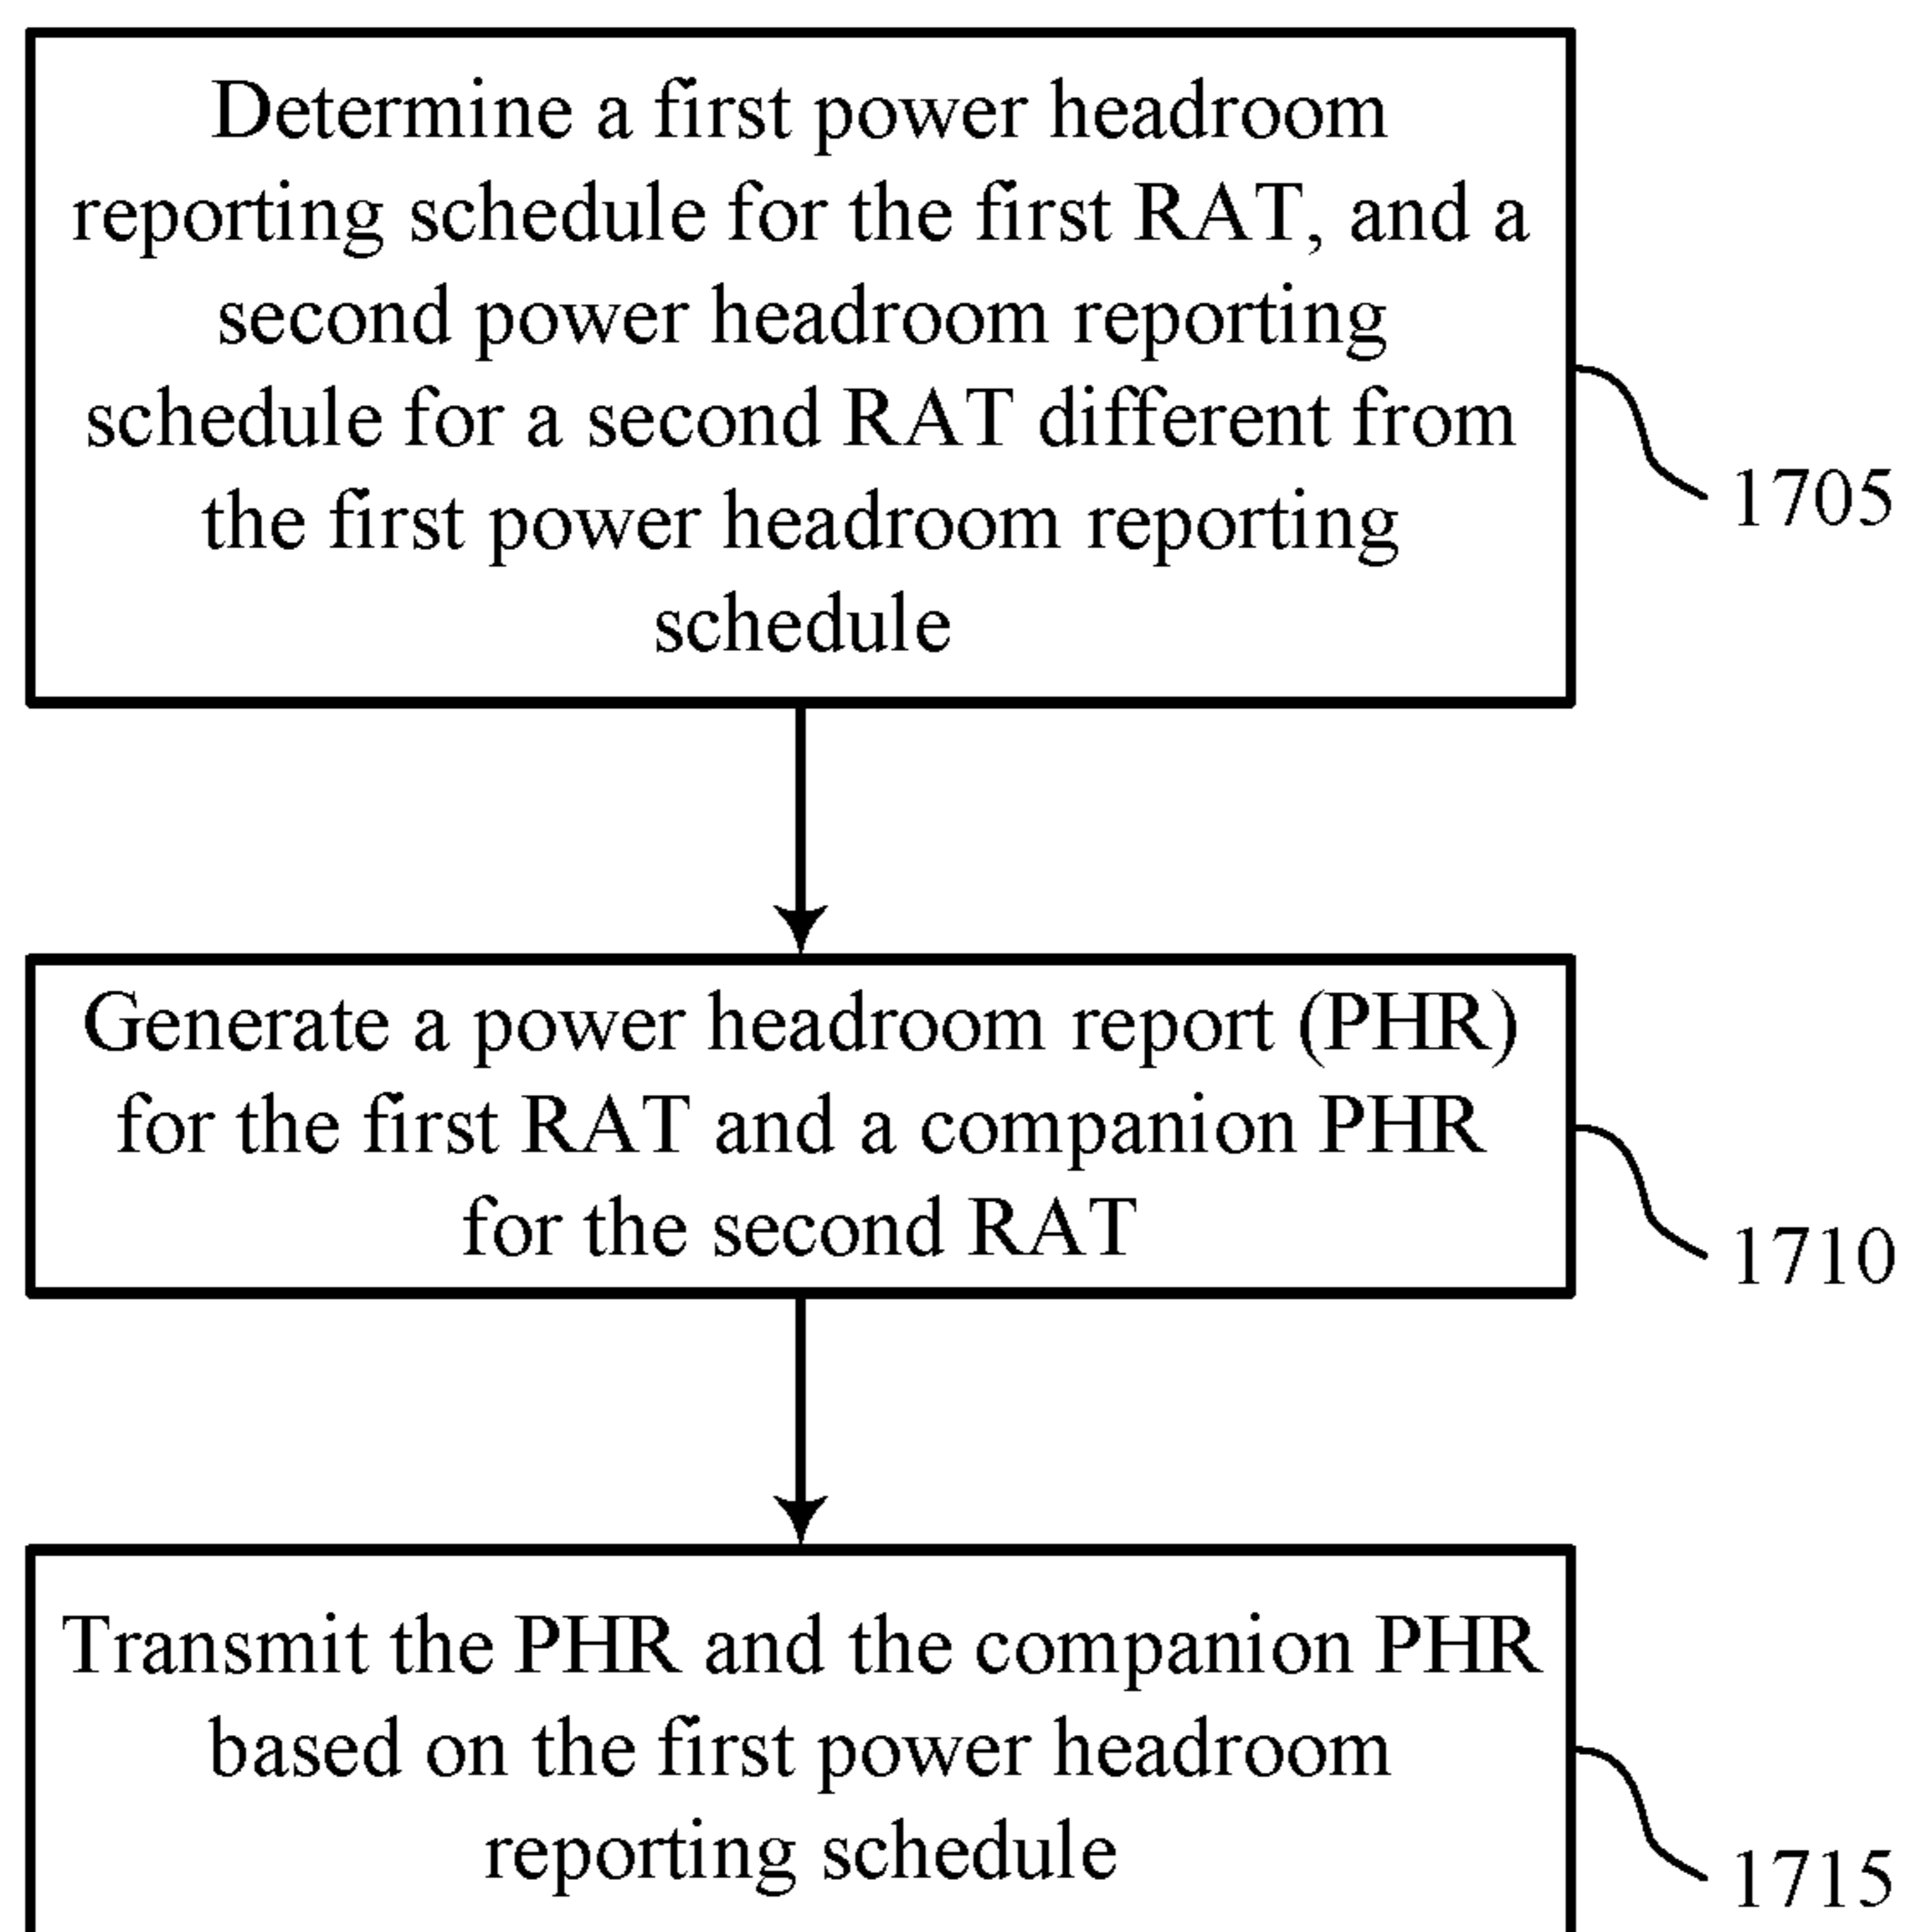 Determine a first power headroom
reporting schedule for the first RAT, and a
second power headroom reporting
schedule for a second RAT different from
the first power headroom reporting
schedule
1705
Generate a power headroom report (PHR)
for the first RAT and a companion PHR
for the second RAT
1710
Transmit the PHR and the companion PHR
based on the first power headroom
reporting schedule
1715